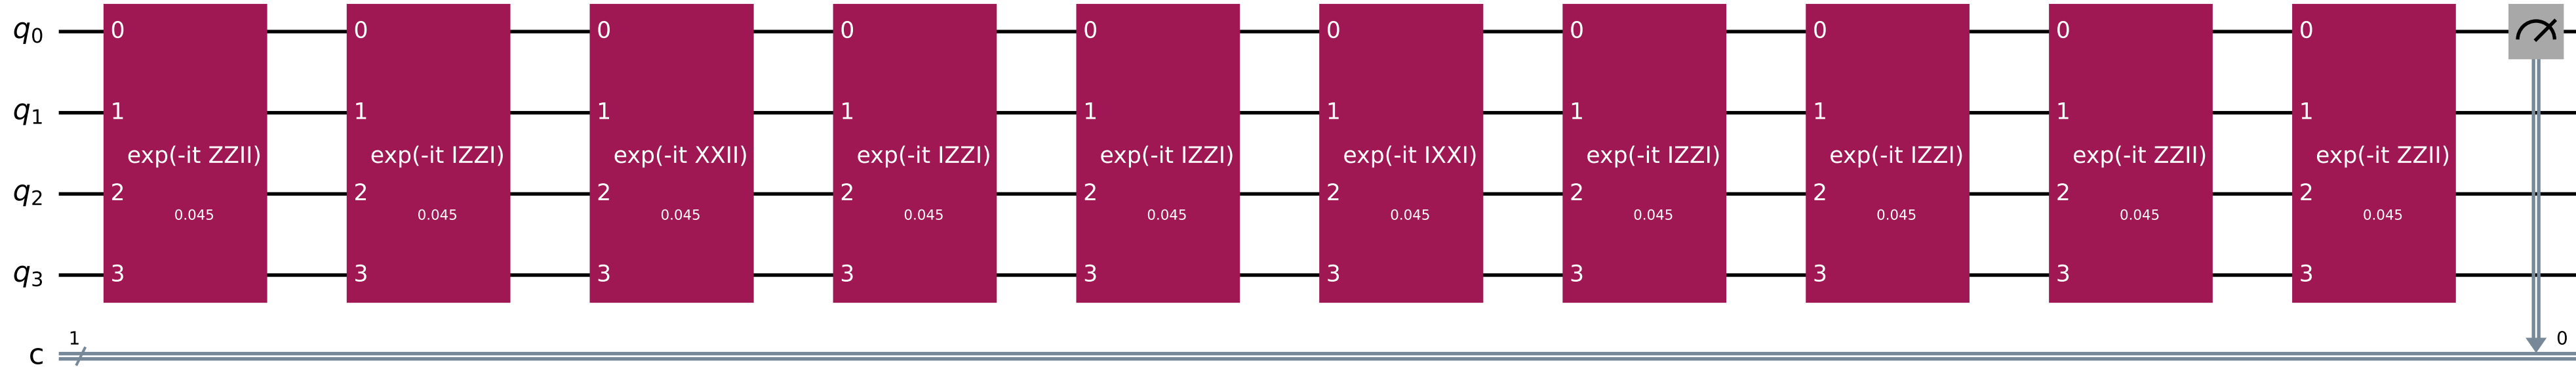 q0 0 0 0 0 0 0 0 0 0 0
q1 1 1 1 1 1 1 1 1 1 1
exp(-it ZZII) exp(-it IZZI) exp(-it XXII) exp(-it IZZI) exp(-it IZZI) exp(-it IXXI) exp(-it IZZI) exp(-it IZZI) exp(-it ZZII) exp(-it ZZII)
q2 2 2 2 2 2 2 2 2 2 2
0.045 0.045 0.045 0.045 0.045 0.045 0.045 0.045 0.045 0.045
q3 3 3 3 3 3 3 3 3 3 3
1 0
c